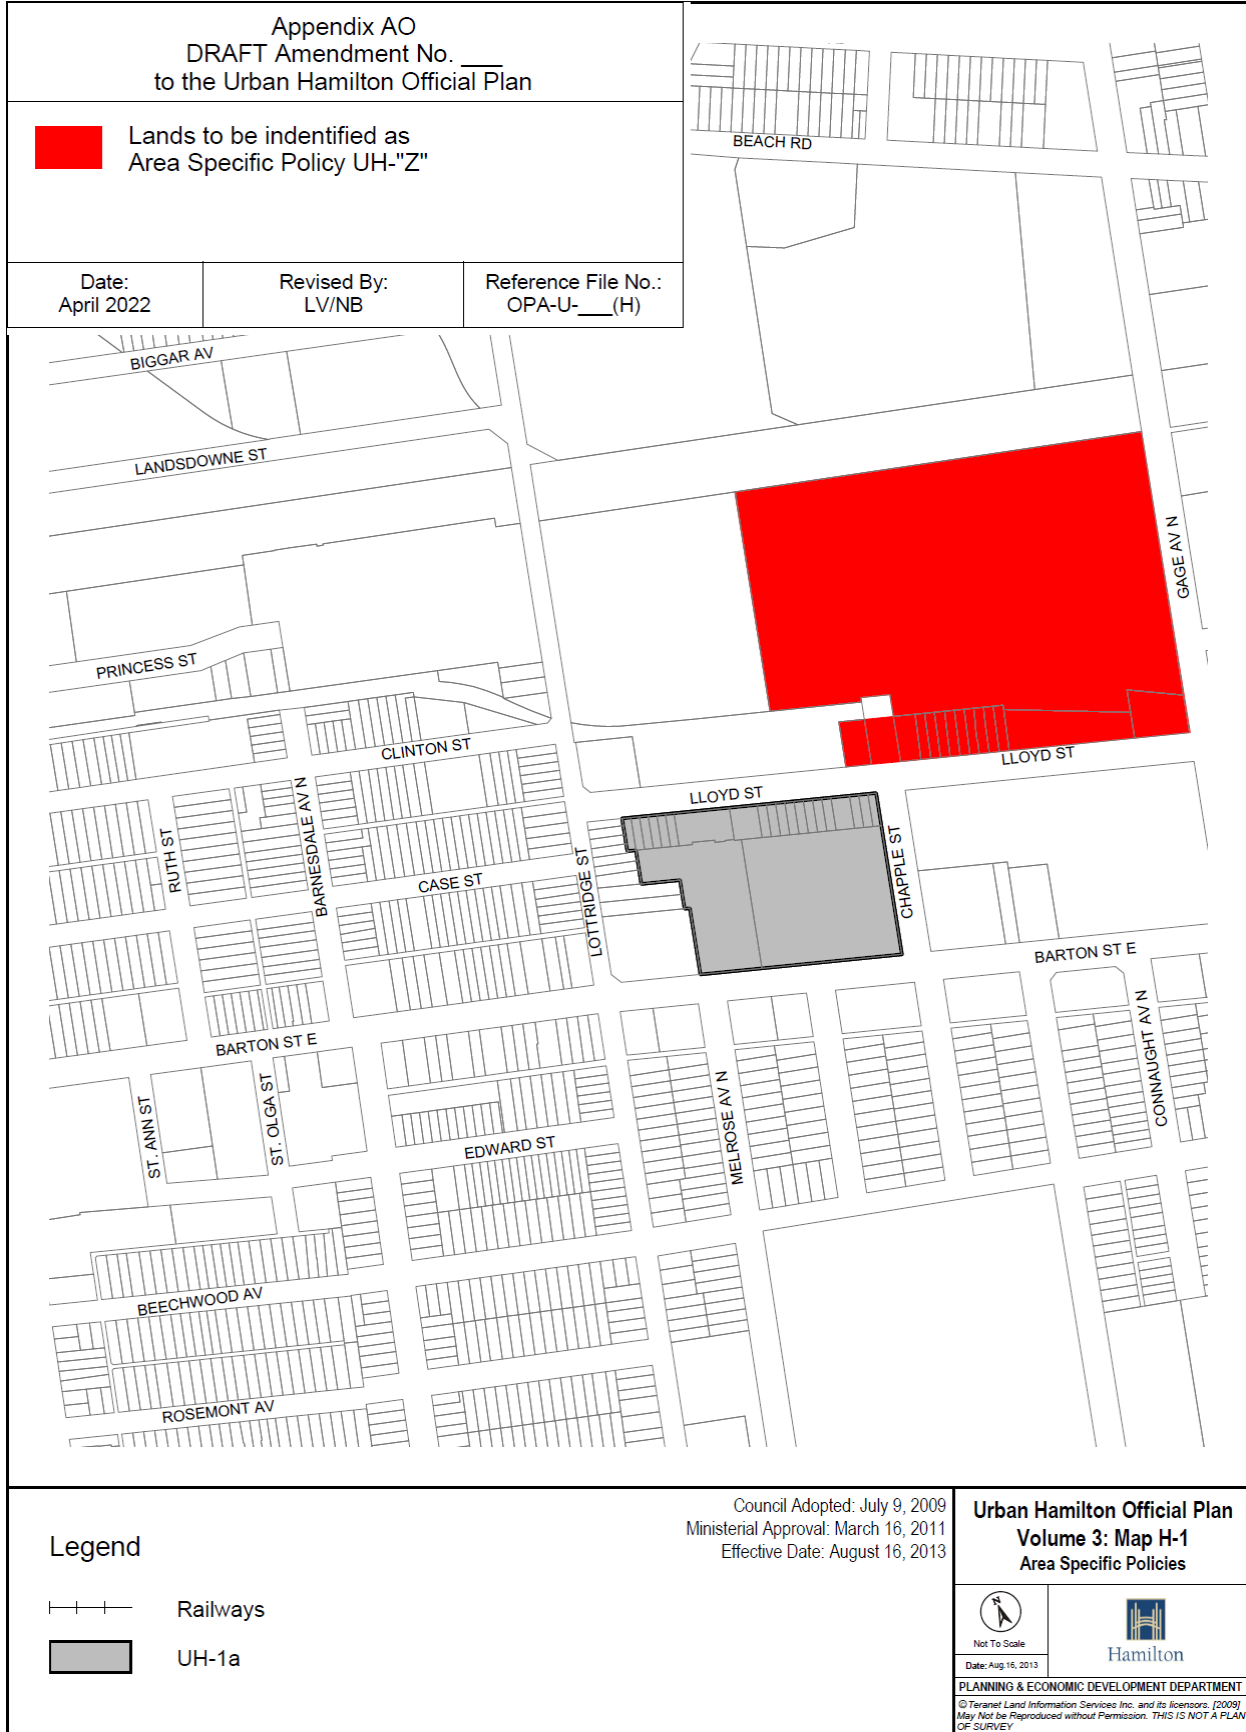 Appendix AO
DRAFT Amendment No. ___
to the Urban Hamilton Official Plan
Lands to be indentified as
Area Specific Policy UH-"Z"
Date:
April 2022
Revised By:
LV/NB
Reference File No.:
OPA-U-___(H)
BEACH RD
BIGGAR AV
LANDSDOWNE ST
GAGE AV N
PRINCESS ST
CLINTON ST
LLOYD ST
LLOYD ST
RUTH ST
BARNESDALE AV N
CASE ST
LOTTRIDGE ST
CHAPPLE ST
BARTON ST E
BARTON ST E
ST. ANN ST
ST. OLGA ST
EDWARD ST
MELROSE AV N
CONNAUGHT AV N
BEECHWOOD AV
ROSEMONT AV
Legend
Railways
UH-1a
Council Adopted: July 9, 2009
Ministerial Approval: March 16, 2011
Effective Date: August 16, 2013
Urban Hamilton Official Plan
Volume 3: Map H-1
Area Specific Policies
N
Not To Scale
Date: Aug.16, 2013
Hamilton
PLANNING & ECONOMIC DEVELOPMENT DEPARTMENT
© Teranet Land Information Services Inc. and its licensors. [2009]
May Not be Reproduced without Permission. THIS IS NOT A PLAN
OF SURVEY